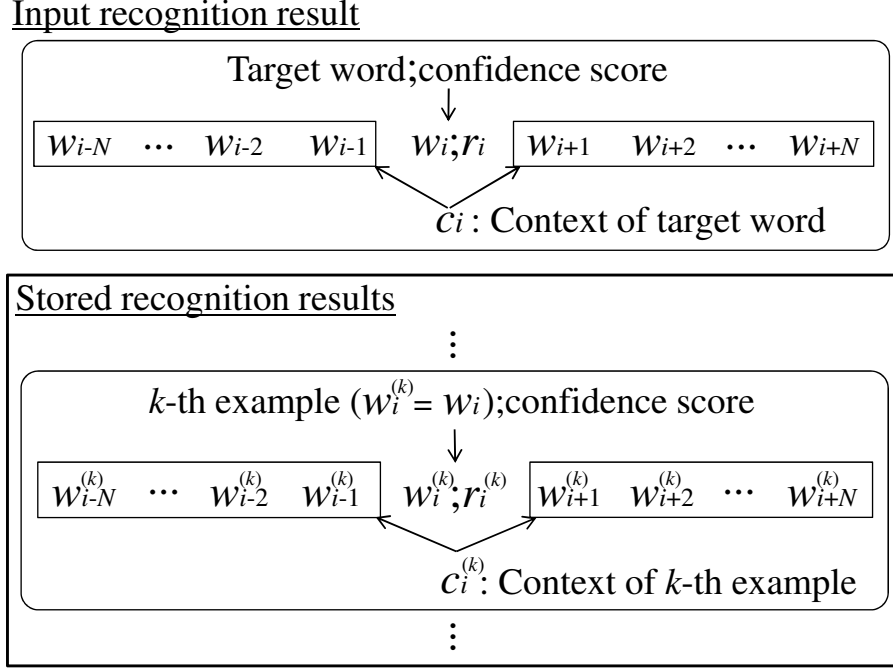 Input recognition result
Target word;confidence score
w_{i-N} ... w_{i-2} w_{i-1} w_i;r_i w_{i+1} w_{i+2} ... w_{i+N}
c_i : Context of target word
Stored recognition results
⋮
k-th example (w_i^{(k)} = w_i);confidence score
w_{i-N}^{(k)} ... w_{i-2}^{(k)} w_{i-1}^{(k)} w_i^{(k)};r_i^{(k)} w_{i+1}^{(k)} w_{i+2}^{(k)} ... w_{i+N}^{(k)}
c_i^{(k)}: Context of k-th example
⋮